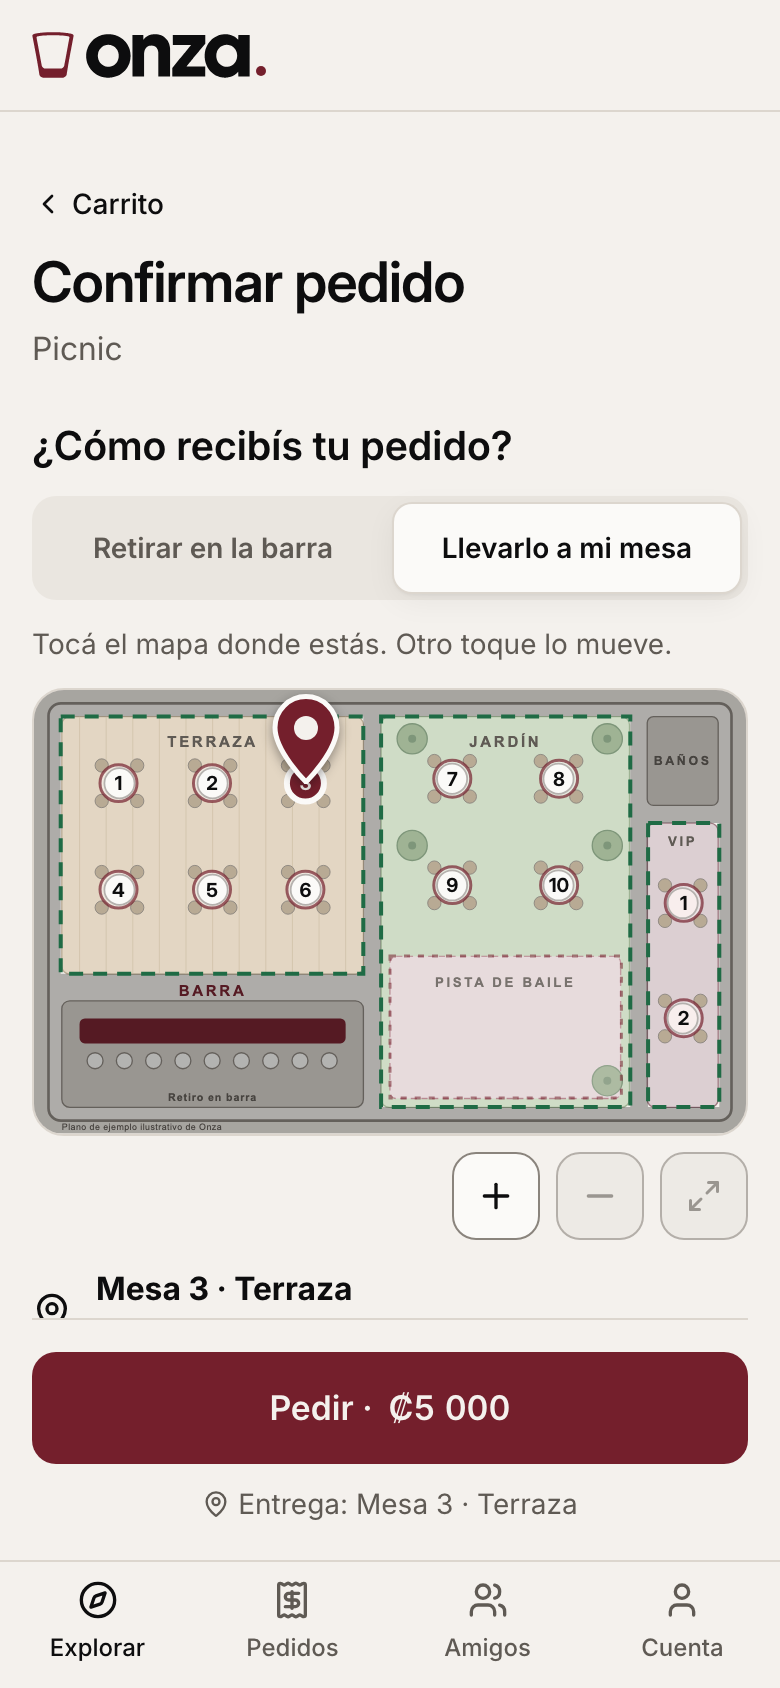 onza.
Carrito
Confirmar pedido
Picnic
¿Cómo recibís tu pedido?
Retirar en la barra
Llevarlo a mi mesa
Tocá el mapa donde estás. Otro toque lo mueve.
TERRAZA
JARDÍN
BAÑOS
1
2
3
7
8
VIP
4
5
6
9
10
1
BARRA
PISTA DE BAILE
2
Retiro en barra
Plano de ejemplo ilustrativo de Onza
Mesa 3 · Terraza
Pedir · ₡5 000
Entrega: Mesa 3 · Terraza
Explorar
Pedidos
Amigos
Cuenta